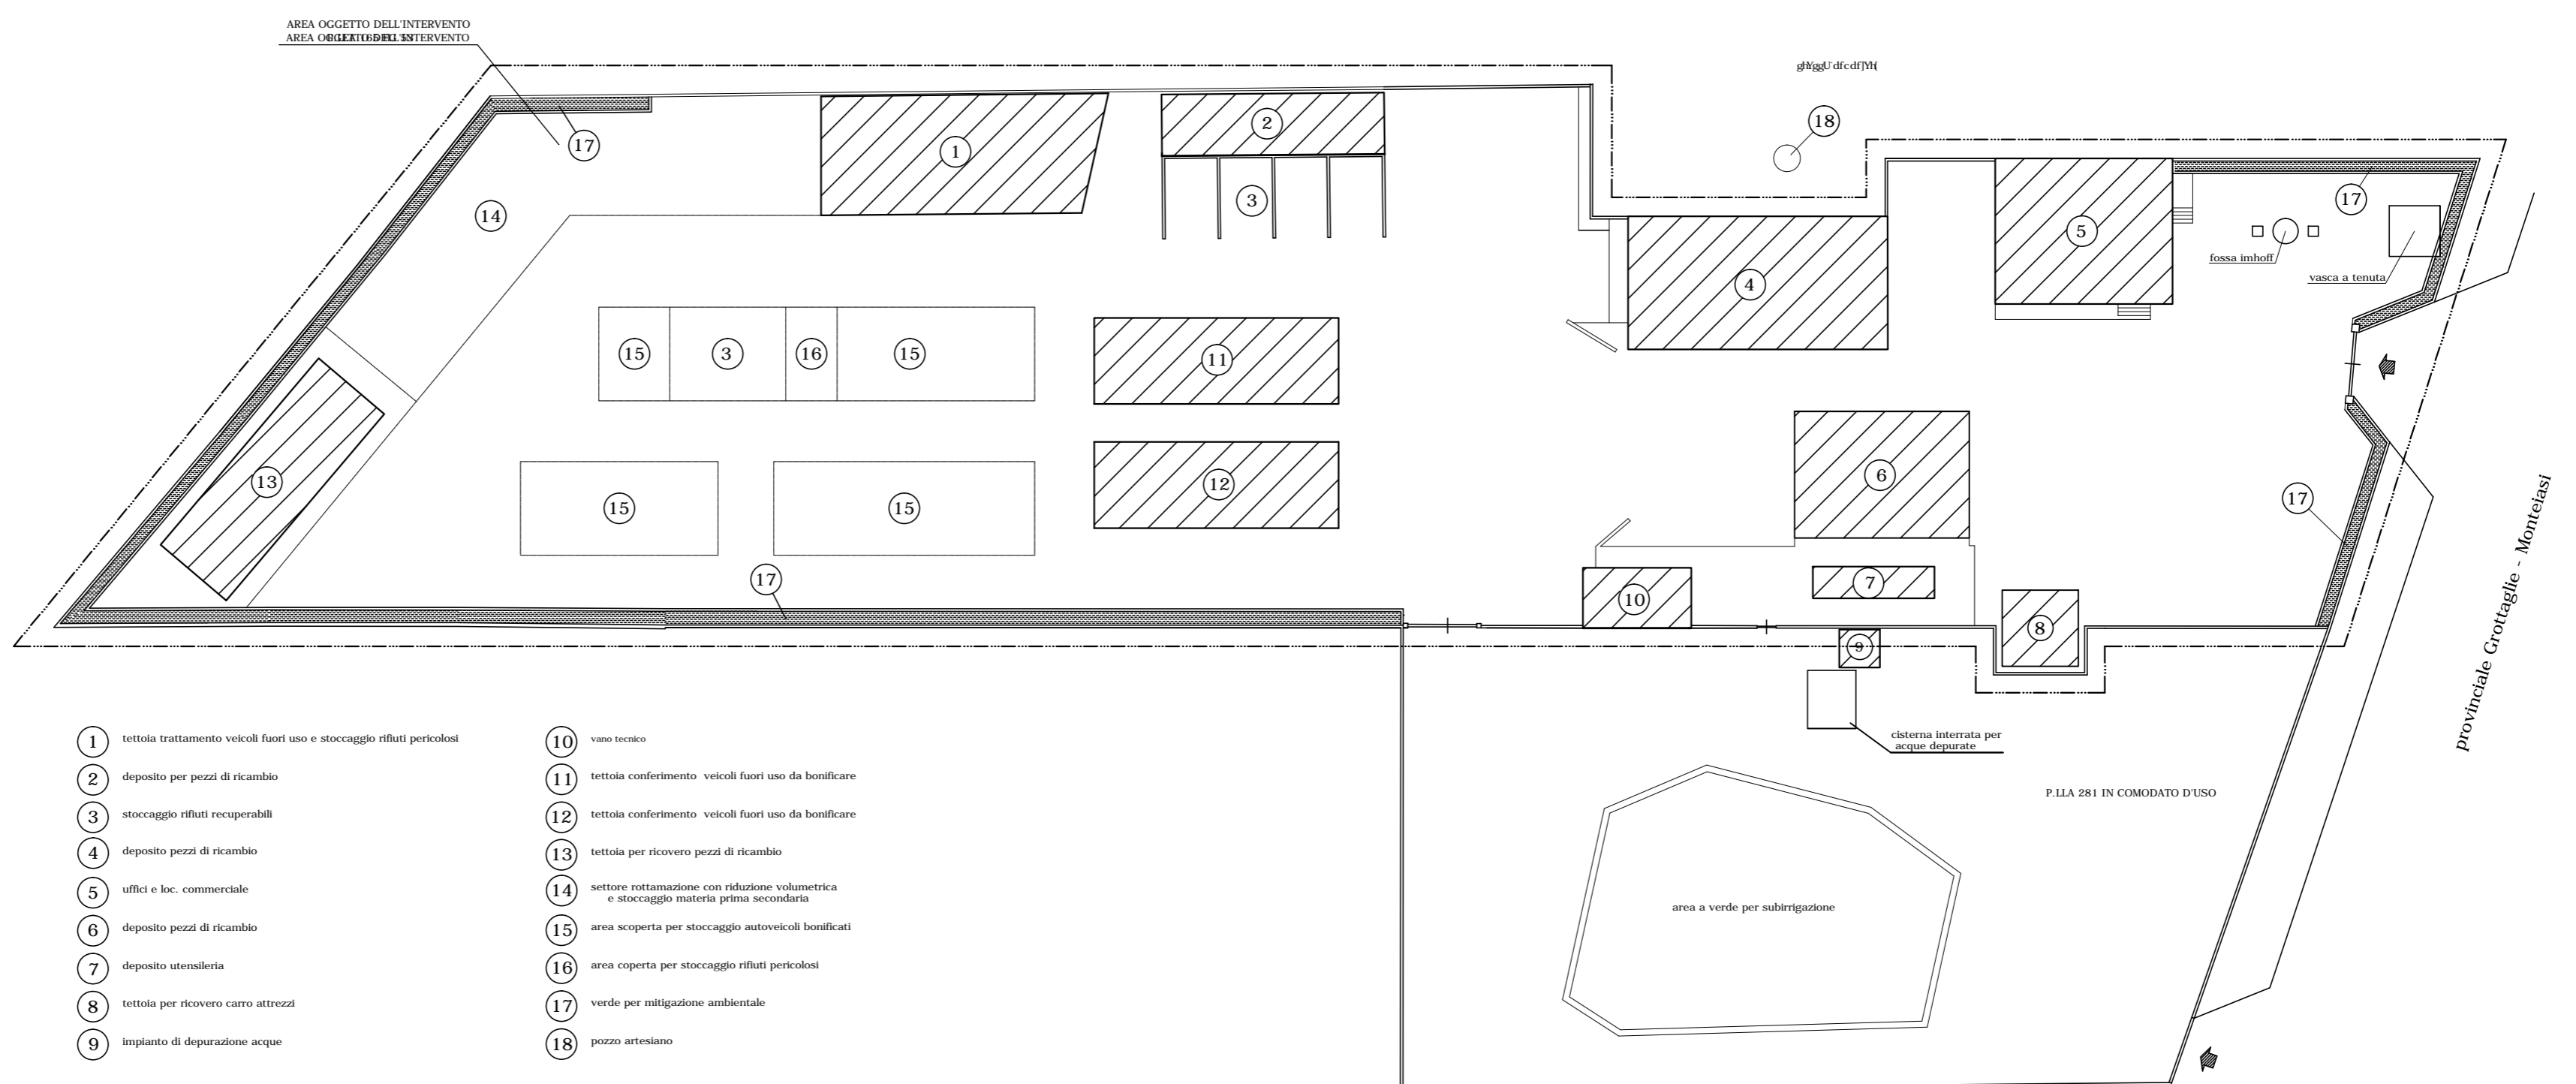 AREA OGGETTO DELL'INTERVENTO
AREA OGGETTO DELL'INTERVENTO
18
17
1
2
3
14
17
5
4
fossa imhoff
vasca a tenuta
15
3
16
15
11
13
15
15
12
6
17
17
10
7
8
9
provinciale Grottaglie - Monteiasi
cisterna interrata per
acque depurate
P.LLA 281 IN COMODATO D'USO
area a verde per subirrigazione
1 tettoia trattamento veicoli fuori uso e stoccaggio rifiuti pericolosi
2 deposito per pezzi di ricambio
3 stoccaggio rifiuti recuperabili
4 deposito pezzi di ricambio
5 uffici e loc. commerciale
6 deposito pezzi di ricambio
7 deposito utensileria
8 tettoia per ricovero carro attrezzi
9 impianto di depurazione acque
10 vano tecnico
11 tettoia conferimento veicoli fuori uso da bonificare
12 tettoia conferimento veicoli fuori uso da bonificare
13 tettoia per ricovero pezzi di ricambio
14 settore rottamazione con riduzione volumetrica
e stoccaggio materia prima secondaria
15 area scoperta per stoccaggio autoveicoli bonificati
16 area coperta per stoccaggio rifiuti pericolosi
17 verde per mitigazione ambientale
18 pozzo artesiano